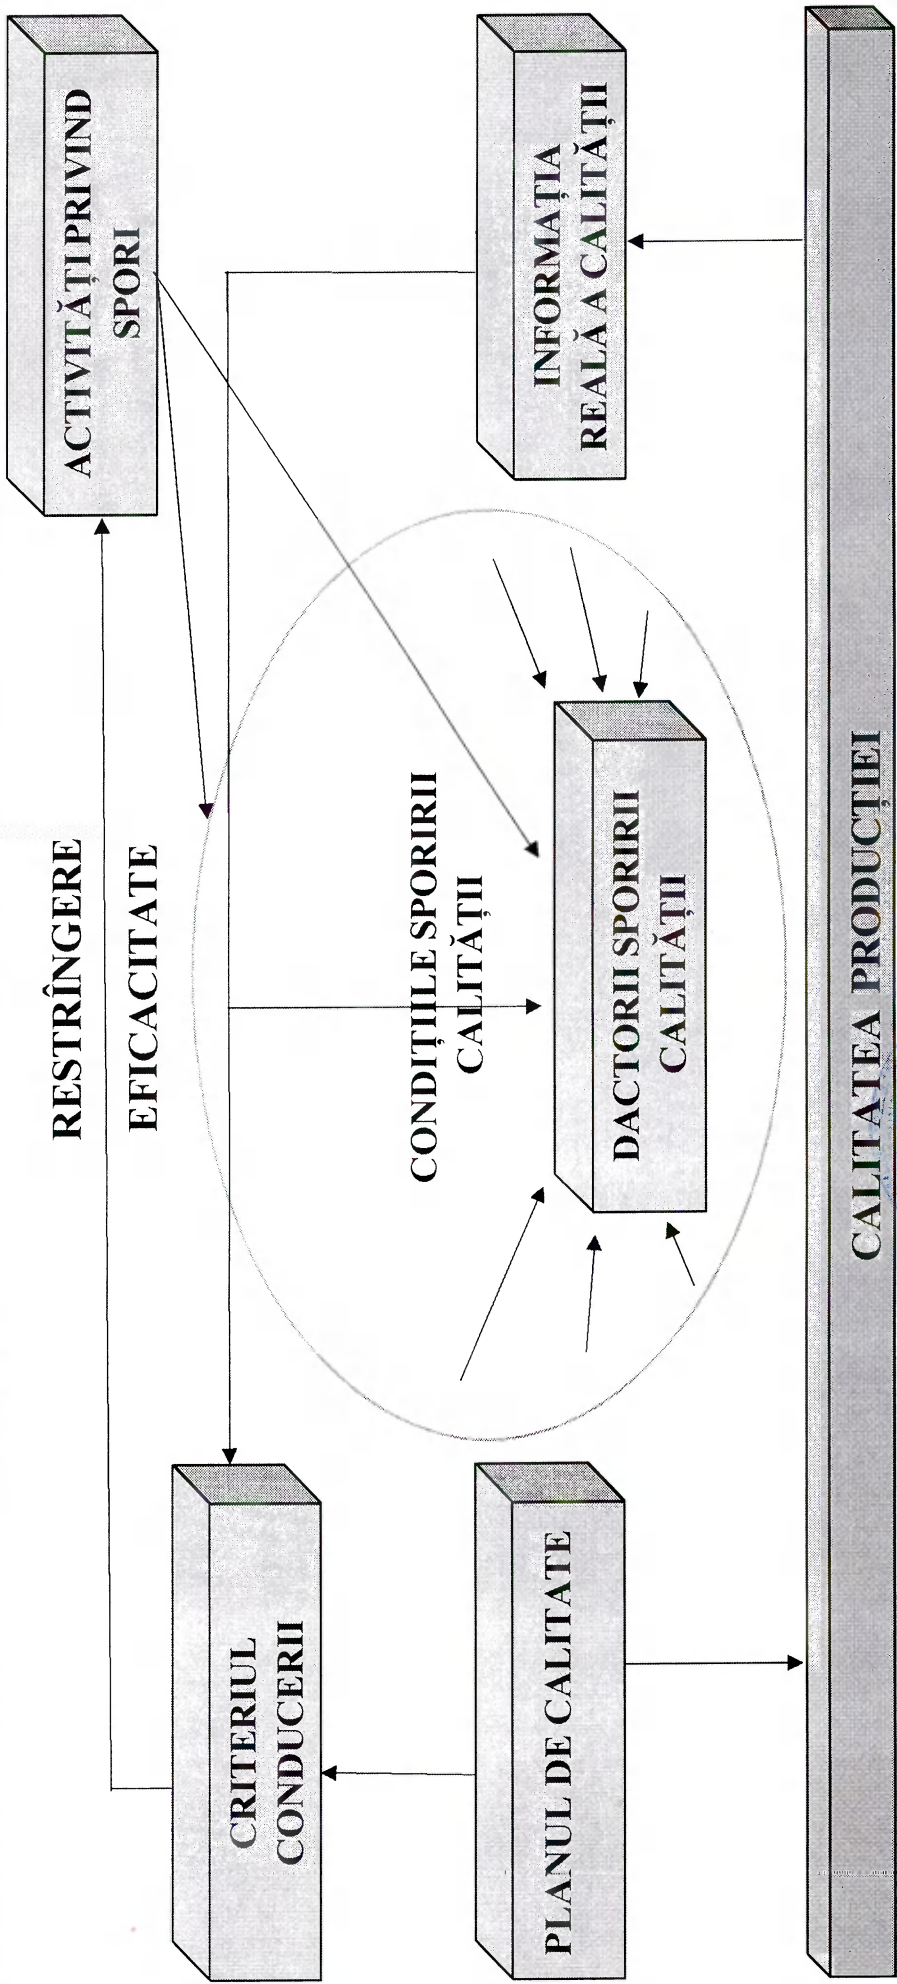 RESTRÎNGERE
EFICACITATE
ACTIVITĂȚI PRIVIND
SPORI
CRITERIUL
CONDUCERII
CONDIȚIILE SPORIRII
CALITĂȚII
PLANUL DE CALITATE
DACTORII SPORIRII
CALITĂȚII
INFORMAȚIA
REALĂ A CALITĂȚII
CALITATEA PRODUCȚIEI